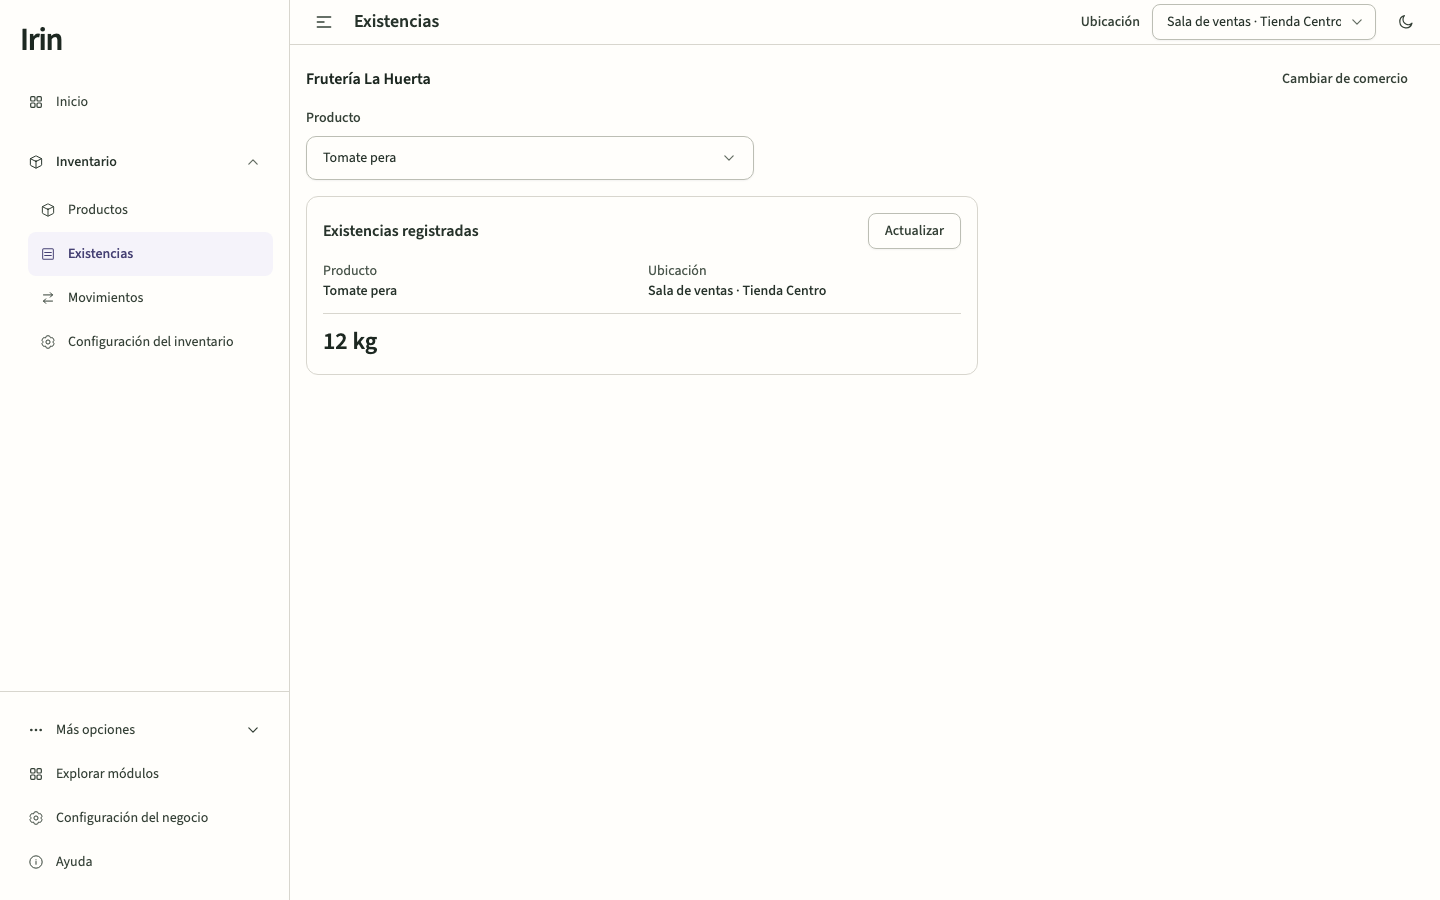 Irin
Inicio
Inventario
Productos
Existencias
Movimientos
Configuración del inventario
Más opciones
Explorar módulos
Configuración del negocio
Ayuda
Existencias
Ubicación
Sala de ventas · Tienda Centro
Frutería La Huerta
Cambiar de comercio
Producto
Tomate pera
Existencias registradas
Actualizar
Producto
Ubicación
Tomate pera
Sala de ventas · Tienda Centro
12 kg